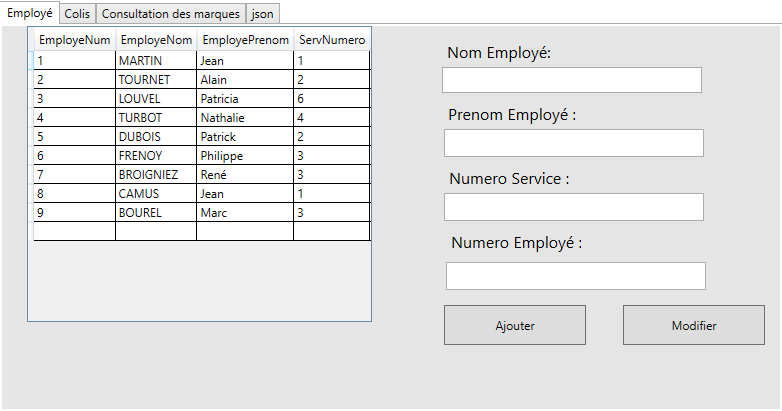 Employé Colis Consultation des marques json
EmployeNum EmployeNom EmployePrenom ServNumero
1 MARTIN Jean 1
2 TOURNET Alain 2
3 LOUVEL Patricia 6
4 TURBOT Nathalie 4
5 DUBOIS Patrick 2
6 FRENOY Philippe 3
7 BROIGNIEZ René 3
8 CAMUS Jean 1
9 BOUREL Marc 3
Nom Employé:
Prenom Employé :
Numero Service :
Numero Employé :
Ajouter Modifier